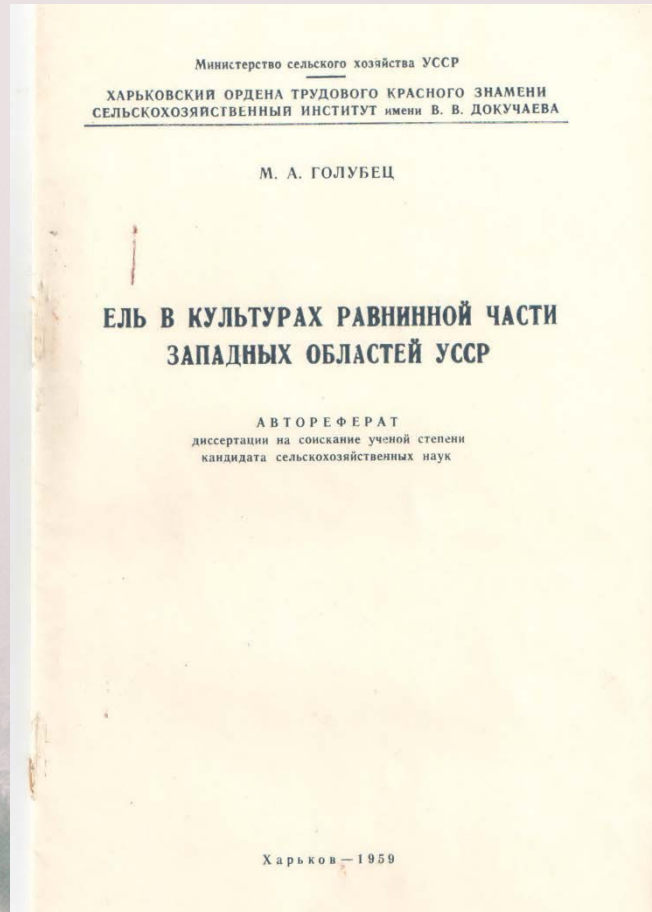 Министерство сельского хозяйства УССР
ХАРЬКОВСКИЙ ОРДЕНА ТРУДОВОГО КРАСНОГО ЗНАМЕНИ
СЕЛЬСКОХОЗЯЙСТВЕННЫЙ ИНСТИТУТ имени В. В. ДОКУЧАЕВА
М. А. ГОЛУБЕЦ
ЕЛЬ В КУЛЬТУРАХ РАВНИННОЙ ЧАСТИ
ЗАПАДНЫХ ОБЛАСТЕЙ УССР
АВТОРЕФЕРАТ
диссертации на соискание ученой степени
кандидата сельскохозяйственных наук
Харьков—1959